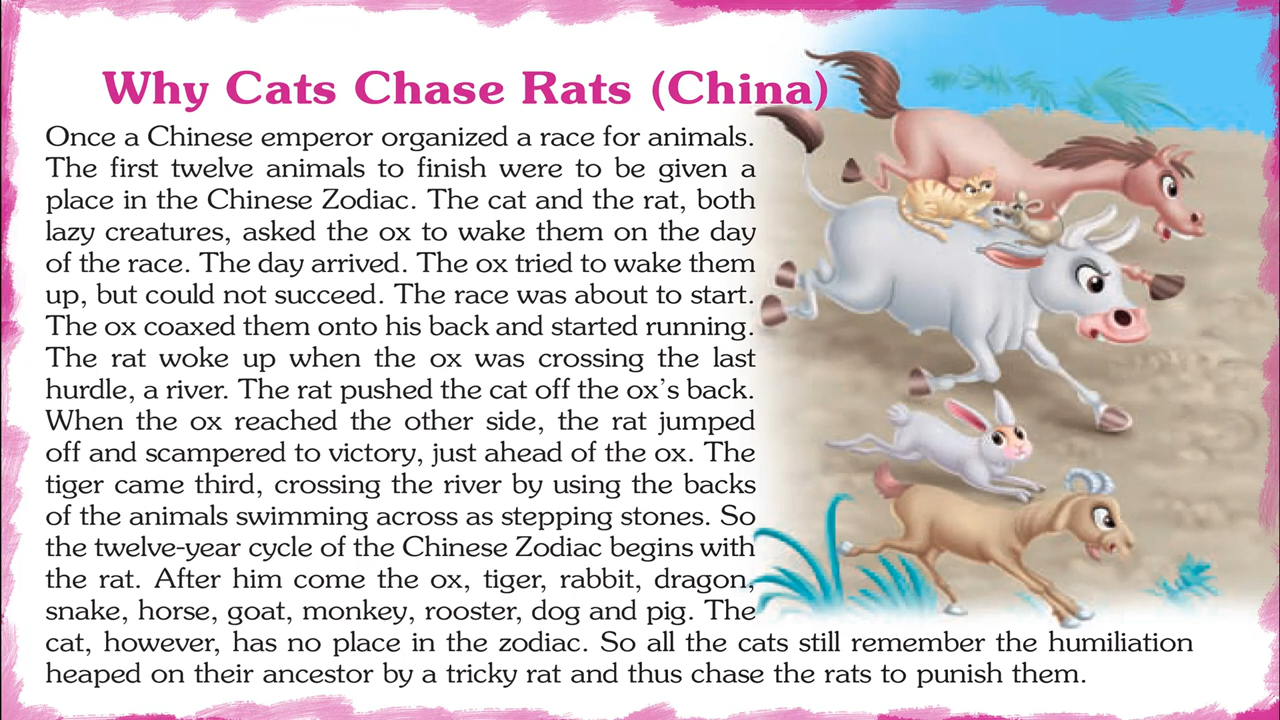 Why Cats Chase Rats (China)
Once a Chinese emperor organized a race for animals.
The first twelve animals to finish were to be given a
place in the Chinese Zodiac. The cat and the rat, both
lazy creatures, asked the ox to wake them on the day
of the race. The day arrived. The ox tried to wake them
up, but could not succeed. The race was about to start.
The ox coaxed them onto his back and started running.
The rat woke up when the ox was crossing the last
hurdle, a river. The rat pushed the cat off the ox’s back.
When the ox reached the other side, the rat jumped
off and scampered to victory, just ahead of the ox. The
tiger came third, crossing the river by using the backs
of the animals swimming across as stepping stones. So
the twelve-year cycle of the Chinese Zodiac begins with
the rat. After him come the ox, tiger, rabbit, dragon,
snake, horse, goat, monkey, rooster, dog and pig. The
cat, however, has no place in the zodiac. So all the cats still remember the humiliation
heaped on their ancestor by a tricky rat and thus chase the rats to punish them.